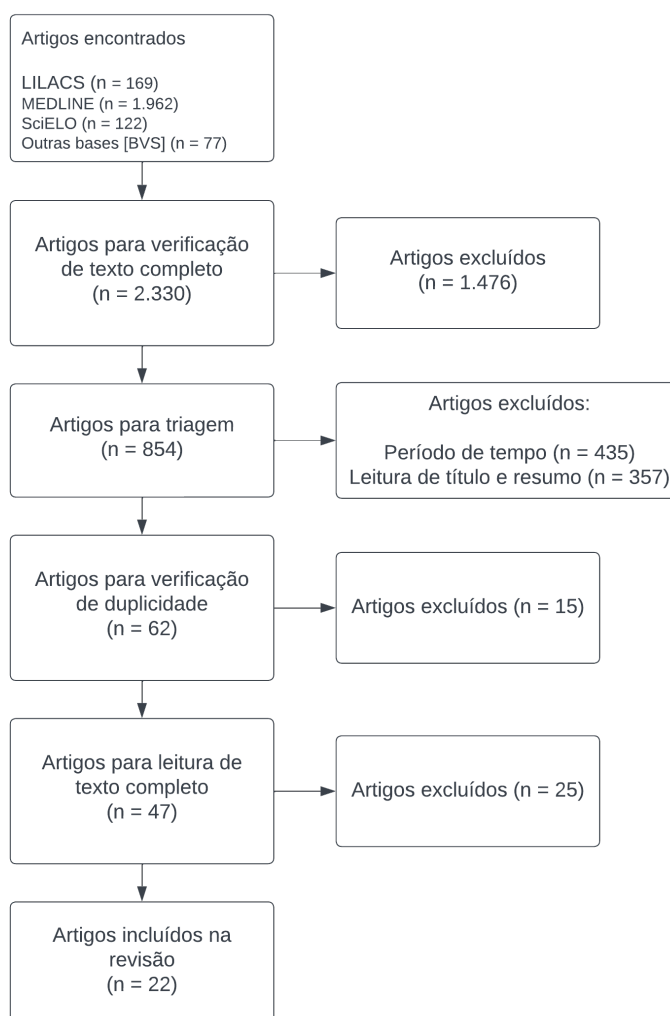 Artigos encontrados
LILACS (n = 169)
MEDLINE (n = 1.962)
SciELO (n = 122)
Outras bases [BVS] (n = 77)
Artigos para verificação
de texto completo
(n = 2.330)
Artigos excluídos
(n = 1.476)
Artigos para triagem
(n = 854)
Artigos excluídos:
Período de tempo (n = 435)
Leitura de título e resumo (n = 357)
Artigos para verificação
de duplicidade
(n = 62)
Artigos excluídos (n = 15)
Artigos para leitura de
texto completo
(n = 47)
Artigos excluídos (n = 25)
Artigos incluídos na
revisão
(n = 22)